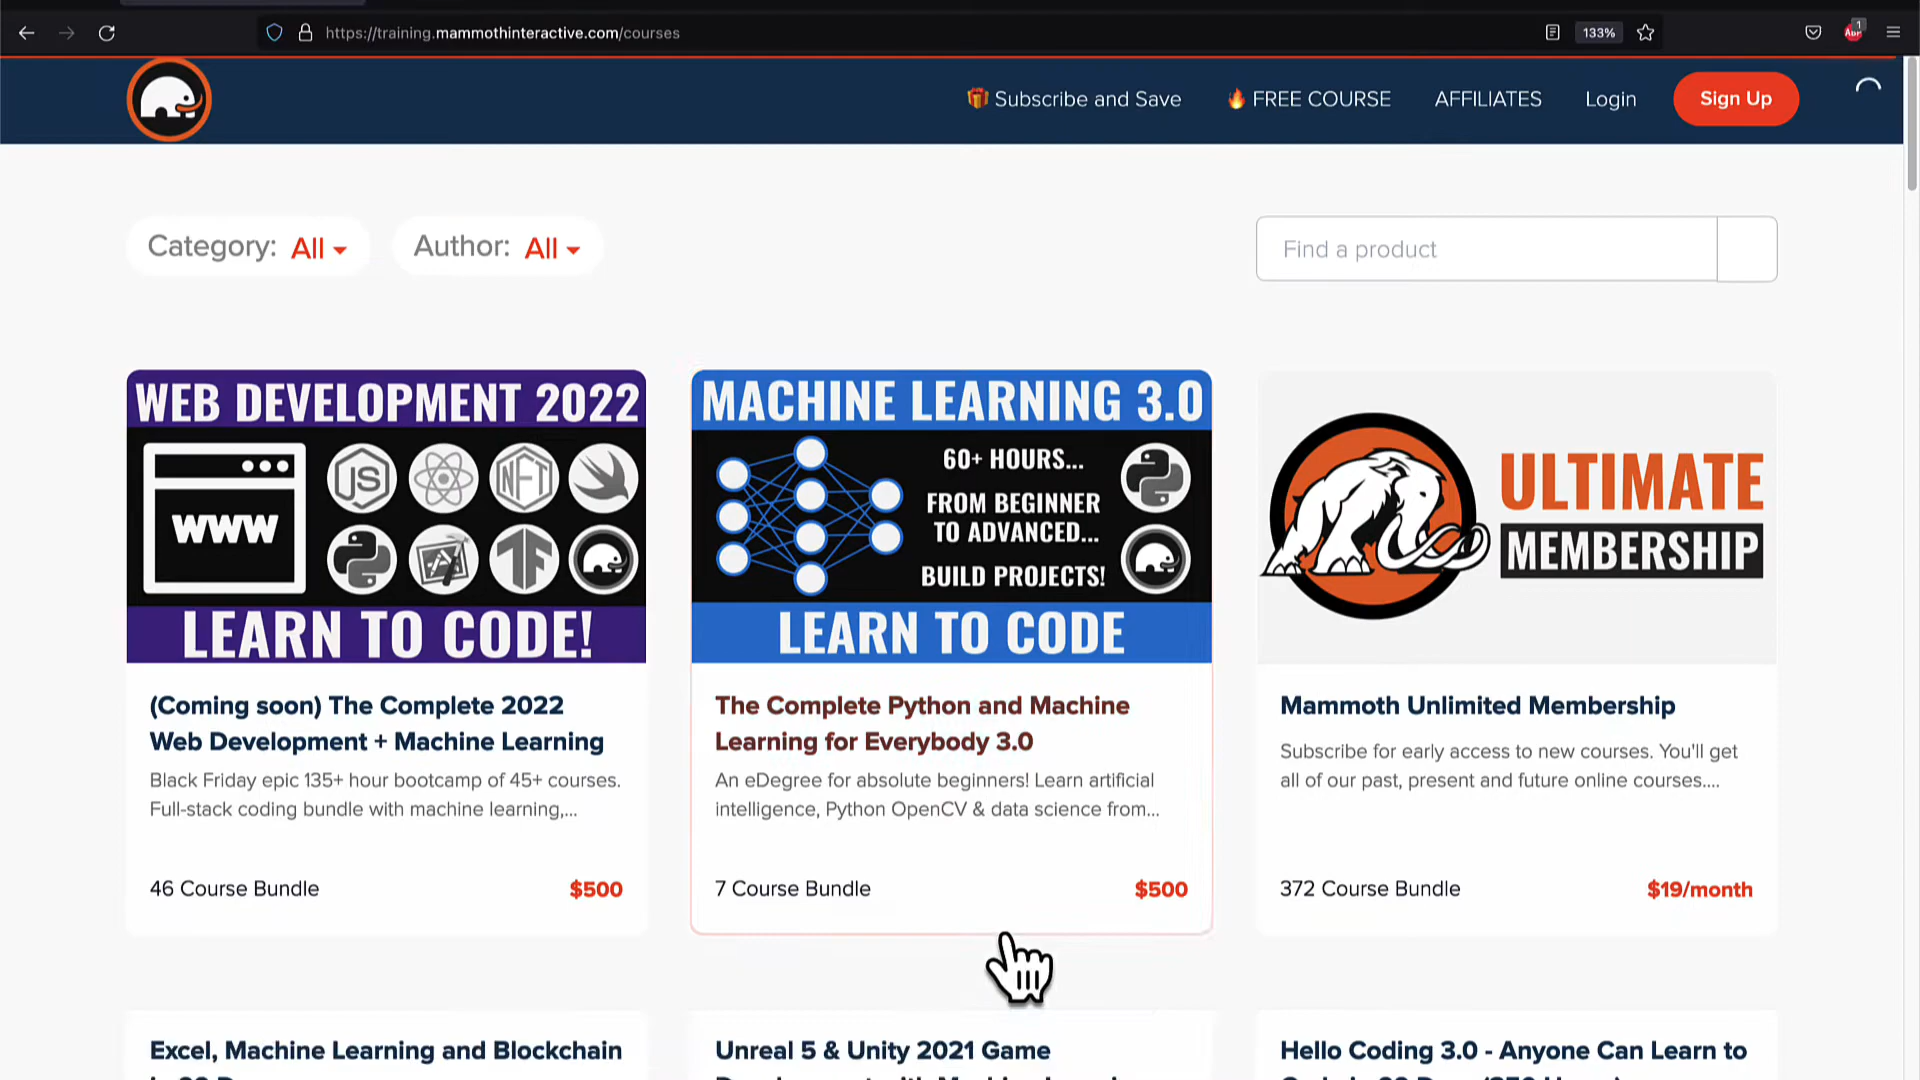 https://training.mammothinteractive.com/courses
133%
1
ABP
Subscribe and Save
FREE COURSE
AFFILIATES
Login
Sign Up
Category: All
Author: All
Find a product
WEB DEVELOPMENT 2022
WWW
JS
NFT
TF
LEARN TO CODE!
(Coming soon) The Complete 2022
Web Development + Machine Learning
Black Friday epic 135+ hour bootcamp of 45+ courses.
Full-stack coding bundle with machine learning,...
46 Course Bundle
$500
MACHINE LEARNING 3.0
60+ HOURS...
FROM BEGINNER
TO ADVANCED...
BUILD PROJECTS!
LEARN TO CODE
The Complete Python and Machine
Learning for Everybody 3.0
An eDegree for absolute beginners! Learn artificial
intelligence, Python OpenCV & data science from...
7 Course Bundle
$500
ULTIMATE
MEMBERSHIP
Mammoth Unlimited Membership
Subscribe for early access to new courses. You'll get
all of our past, present and future online courses....
372 Course Bundle
$19/month
Excel, Machine Learning and Blockchain
Unreal 5 & Unity 2021 Game
Hello Coding 3.0 - Anyone Can Learn to